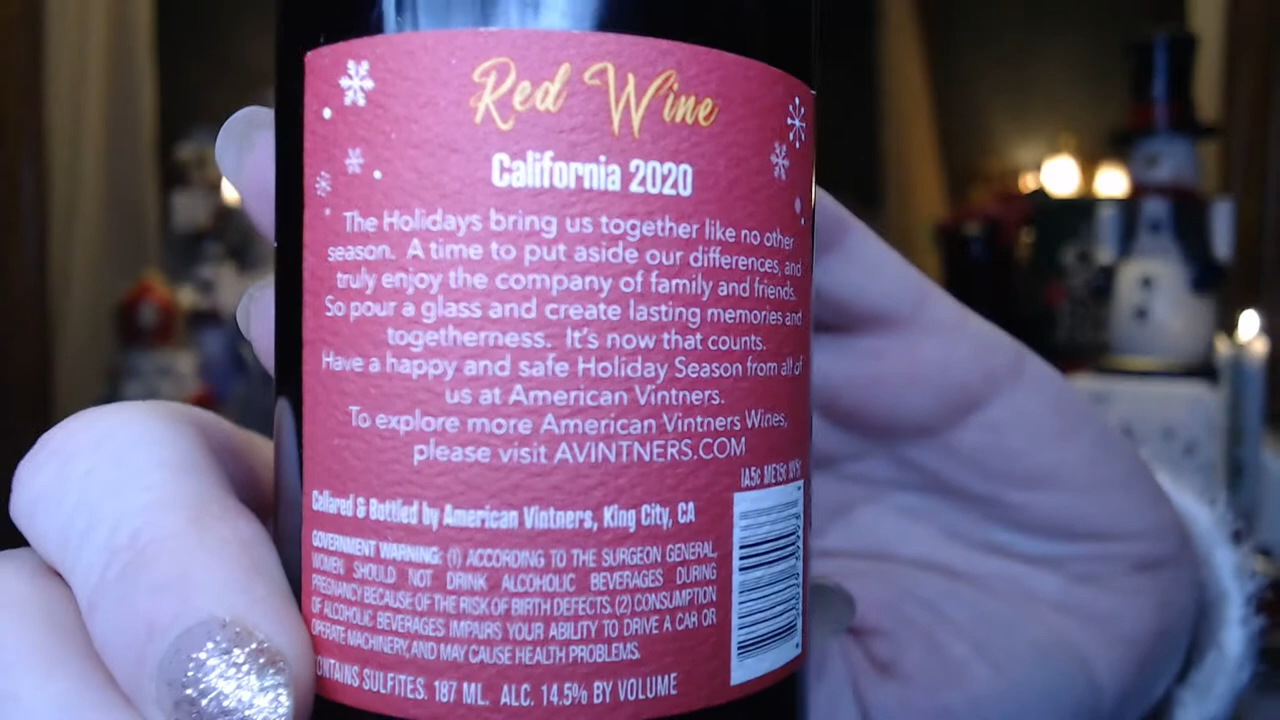 Red Wine
California 2020
The Holidays bring us together like no other
season. A time to put aside our differences, and
truly enjoy the company of family and friends.
So pour a glass and create lasting memories and
togetherness. It's now that counts.
Have a happy and safe Holiday Season from all of
us at American Vintners.
To explore more American Vintners Wines,
please visit AVINTNERS.COM
IA5¢ ME15¢
Cellared & Bottled by American Vintners, King City, CA
GOVERNMENT WARNING: (1) ACCORDING TO THE SURGEON GENERAL,
WOMEN SHOULD NOT DRINK ALCOHOLIC BEVERAGES DURING
PREGNANCY BECAUSE OF THE RISK OF BIRTH DEFECTS. (2) CONSUMPTION
OF ALCOHOLIC BEVERAGES IMPAIRS YOUR ABILITY TO DRIVE A CAR OR
OPERATE MACHINERY, AND MAY CAUSE HEALTH PROBLEMS.
CONTAINS SULFITES. 187 ML. ALC. 14.5% BY VOLUME